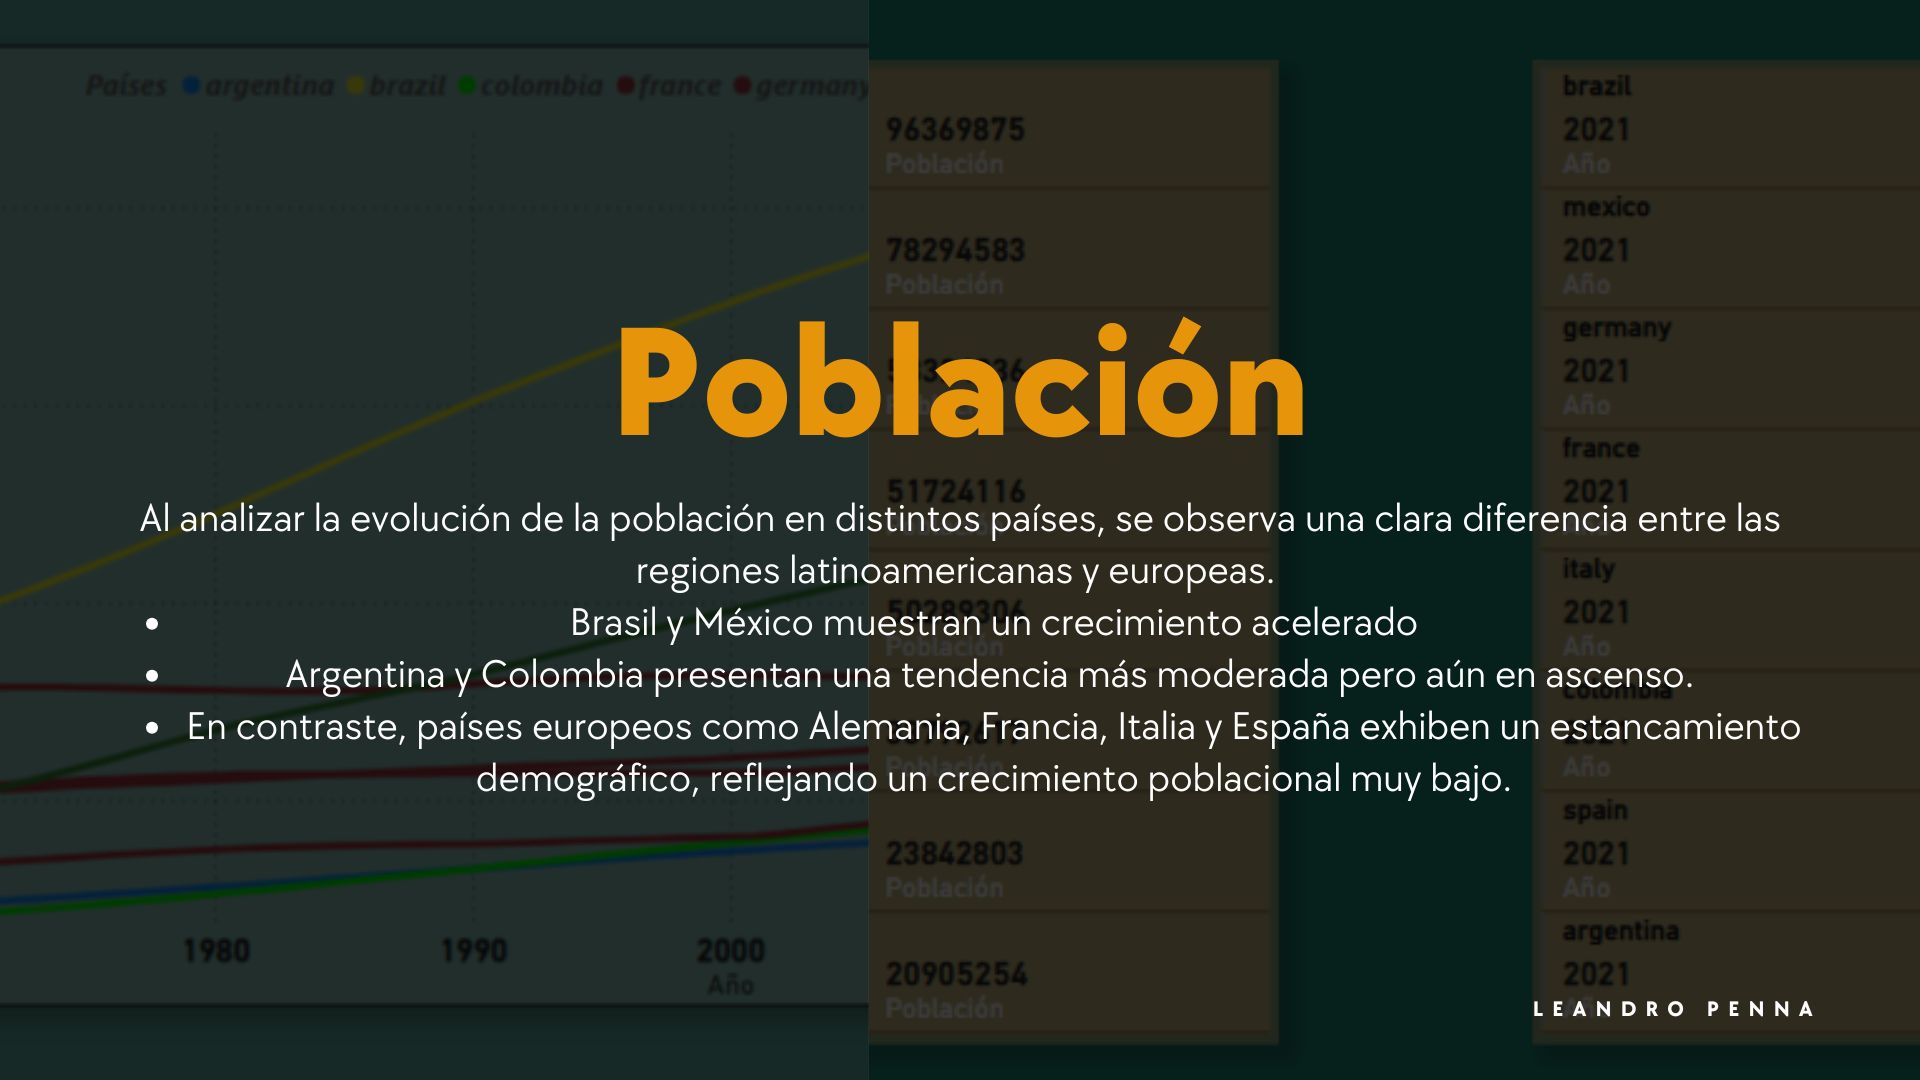 Países argentina brazil colombia france germany
96369875
Población
78294583
Población
Población
51724116
50289306
Población
Población
23842803
Población
20905254
Población
brazil
2021
Año
mexico
2021
Año
germany
2021
Año
france
2021
italy
2021
Año
colombia
2021
Año
spain
2021
Año
argentina
2021
1980 1990 2000
Año
Al analizar la evolución de la población en distintos países, se observa una clara diferencia entre las
regiones latinoamericanas y europeas.
• Brasil y México muestran un crecimiento acelerado
• Argentina y Colombia presentan una tendencia más moderada pero aún en ascenso.
• En contraste, países europeos como Alemania, Francia, Italia y España exhiben un estancamiento
demográfico, reflejando un crecimiento poblacional muy bajo.
LEANDRO PENNA